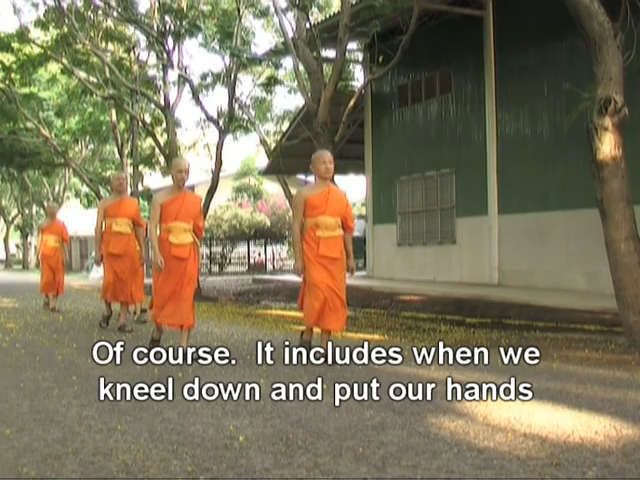 Of course.  It includes when we
kneel down and put our hands